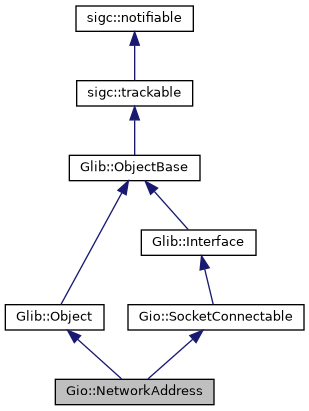 sigc::notifiable
sigc::trackable
Glib::ObjectBase
Glib::Interface
Glib::Object
Gio::SocketConnectable
Gio::NetworkAddress